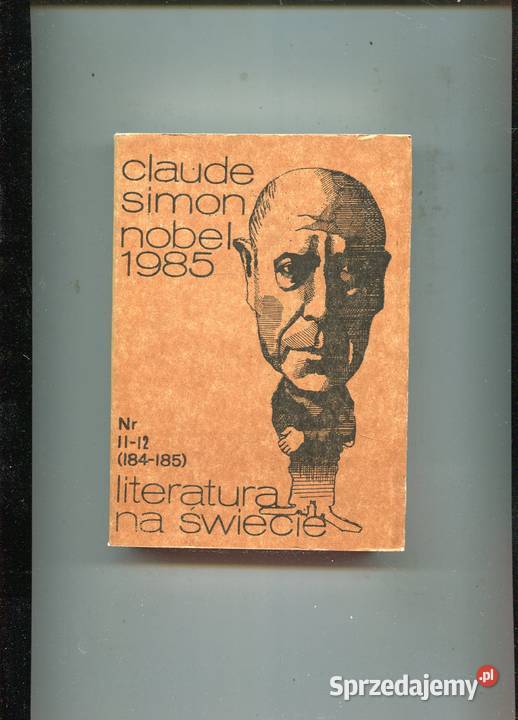 claude
simon
nobel
1985
Nr
11-12
(184-185)
literatura
na świecie
Sprzedajemy.pl